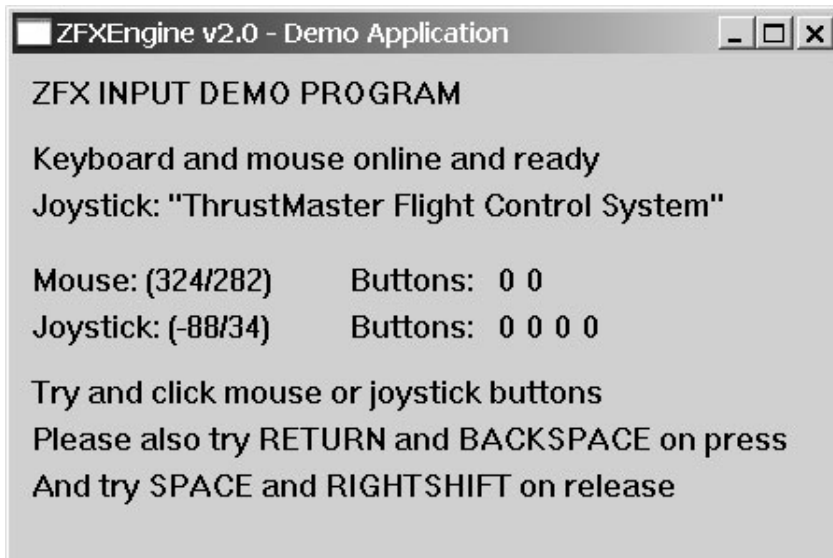 ZFXEngine v2.0 - Demo Application
ZFX INPUT DEMO PROGRAM
Keyboard and mouse online and ready
Joystick: "ThrustMaster Flight Control System"
Mouse: (324/282) Buttons: 0 0
Joystick: (-88/34) Buttons: 0 0 0 0
Try and click mouse or joystick buttons
Please also try RETURN and BACKSPACE on press
And try SPACE and RIGHTSHIFT on release